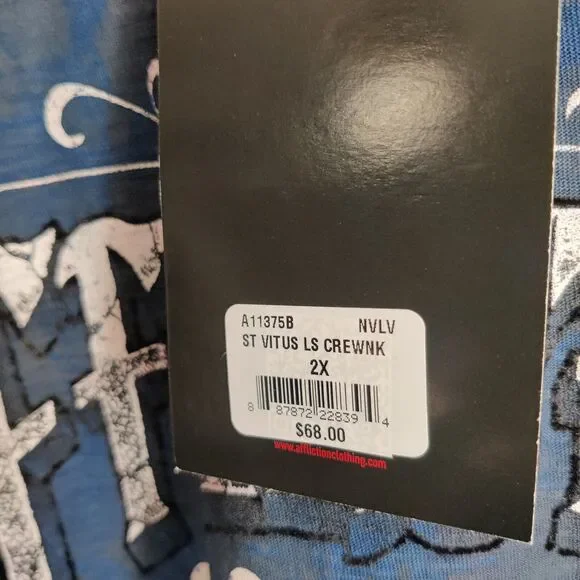 A11375B NVLV
ST VITUS LS CREWNK
2X
8 87872 22839 4
$68.00
www.afflictionclothing.com